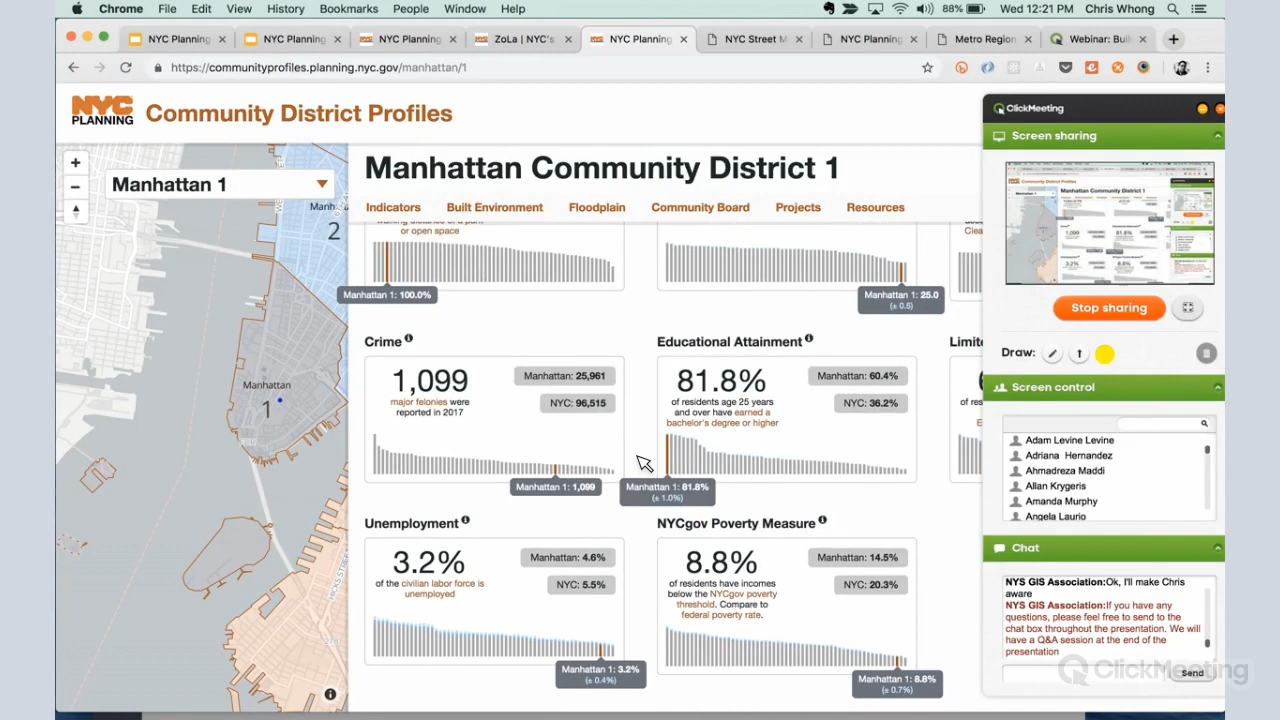 Chrome File Edit View History Bookmarks People Window Help 88% Wed 12:21 PM Chris Whong
NYC Planning NYC Planning NYC Planning ZoLa | NYC's NYC Planning NYC Street M NYC Planning Metro Region Webinar: Bui
https://communityprofiles.planning.nyc.gov/manhattan/1
NYC
PLANNING
Community District Profiles
ClickMeeting
Screen sharing
Manhattan 1
Manh
2
Manhattan
1
Manhattan Community District 1
Indicators Built Environment Floodplain Community Board Projects Resources
or open space
Clea
Manhattan 1: 100.0%
Manhattan 1: 25.0
(± 0.5)
Crime
1,099
major felonies were
reported in 2017
Manhattan: 25,961
NYC: 96,515
Manhattan 1: 1,099
Educational Attainment
81.8%
of residents age 25 years
and over have earned a
bachelor's degree or higher
Manhattan: 60.4%
NYC: 36.2%
Manhattan 1: 81.8%
(± 1.0%)
Limite
of res
Unemployment
3.2%
of the civilian labor force is
unemployed
Manhattan: 4.6%
NYC: 5.5%
Manhattan 1: 3.2%
(± 0.4%)
NYCgov Poverty Measure
8.8%
of residents have incomes
below the NYCgov poverty
threshold. Compare to
federal poverty rate.
Manhattan: 14.5%
NYC: 20.3%
Manhattan 1: 8.8%
(± 0.7%)
Stop sharing
Draw:
Screen control
Adam Levine Levine
Adriana Hernandez
Ahmadreza Maddi
Allan Krygeris
Amanda Murphy
Angela Laurio
Chat
NYS GIS Association:Ok, I'll make Chris
aware
NYS GIS Association:If you have any
questions, please feel free to send to the
chat box throughout the presentation. We will
have a Q&A session at the end of the
presentation
Send
ClickMeeting